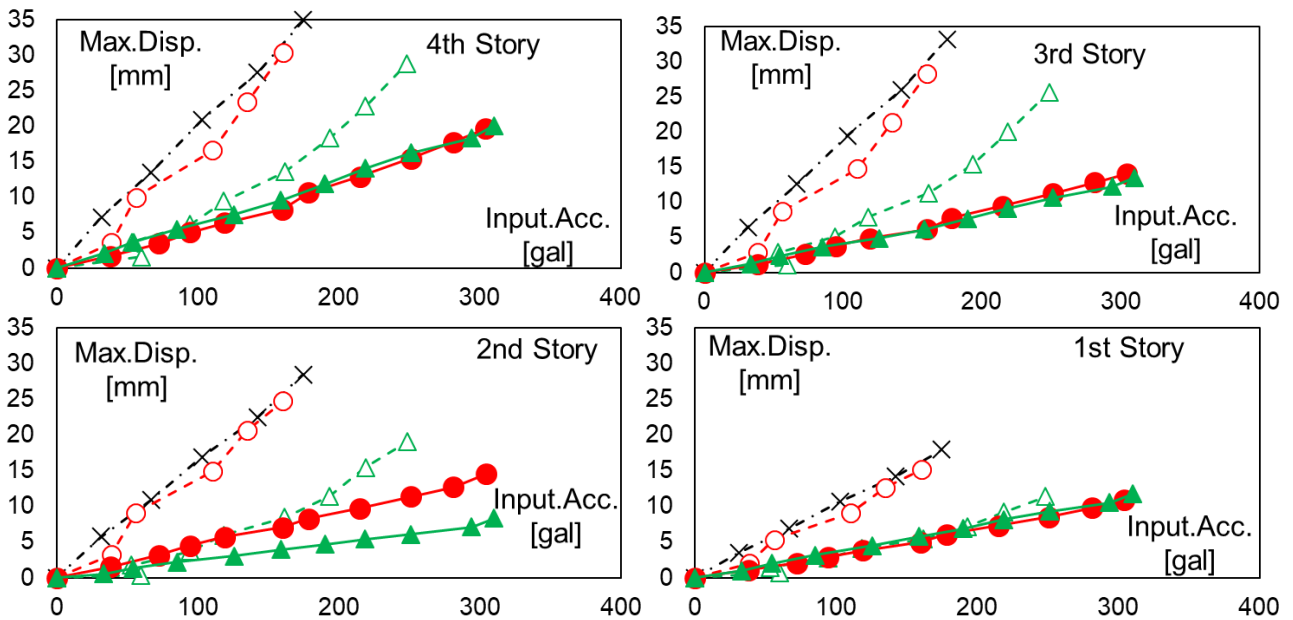 35
30
25
20
15
10
5
0
Max.Disp.
[mm]
4th Story
Input.Acc.
[gal]
0 100 200 300 400
35
30
25
20
15
10
5
0
Max.Disp.
[mm]
3rd Story
Input.Acc.
[gal]
0 100 200 300 400
35
30
25
20
15
10
5
0
Max.Disp.
[mm]
2nd Story
Input.Acc.
[gal]
0 100 200 300 400
35
30
25
20
15
10
5
0
Max.Disp.
[mm]
1st Story
Input.Acc.
[gal]
0 100 200 300 400